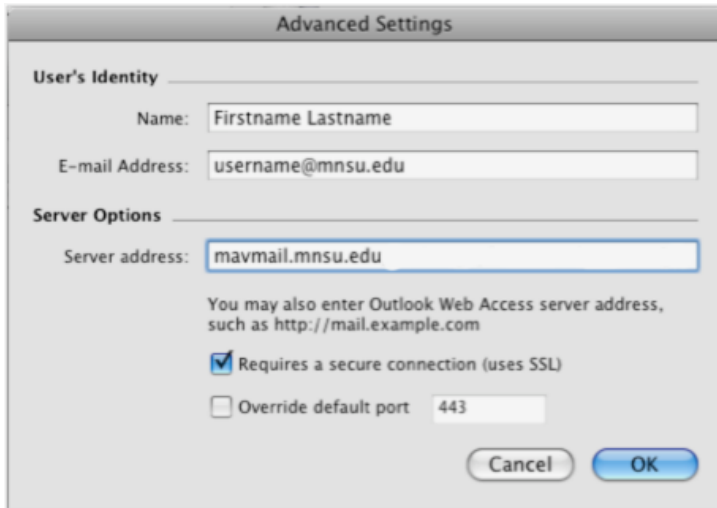 Advanced Settings
User's Identity
Name: Firstname Lastname
E-mail Address: username@mnsu.edu
Server Options
Server address: mavmail.mnsu.edu
You may also enter Outlook Web Access server address,
such as http://mail.example.com
Requires a secure connection (uses SSL)
Override default port 443
Cancel OK